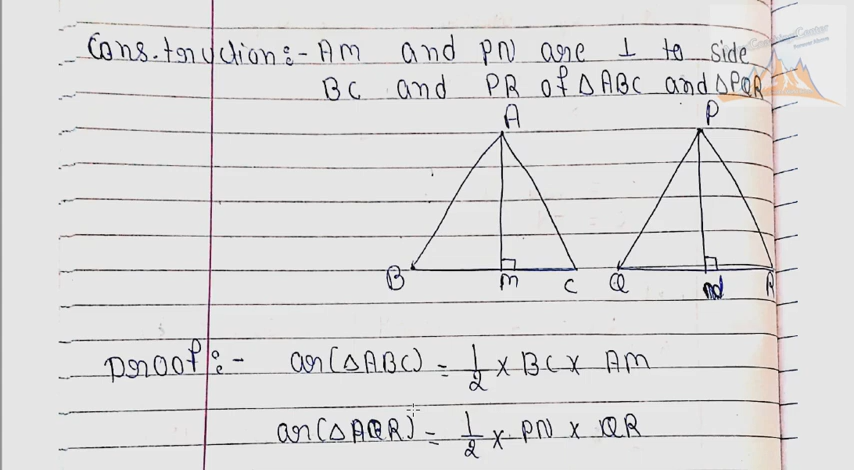 Construction:- AM and PN are ⊥ to side
BC and PR of △ABC and △PQR
A P
B M C Q N R
Proof:- ar(△ABC) = 1/2 × BC × AM
ar(△AQR) = 1/2 × PN × QR